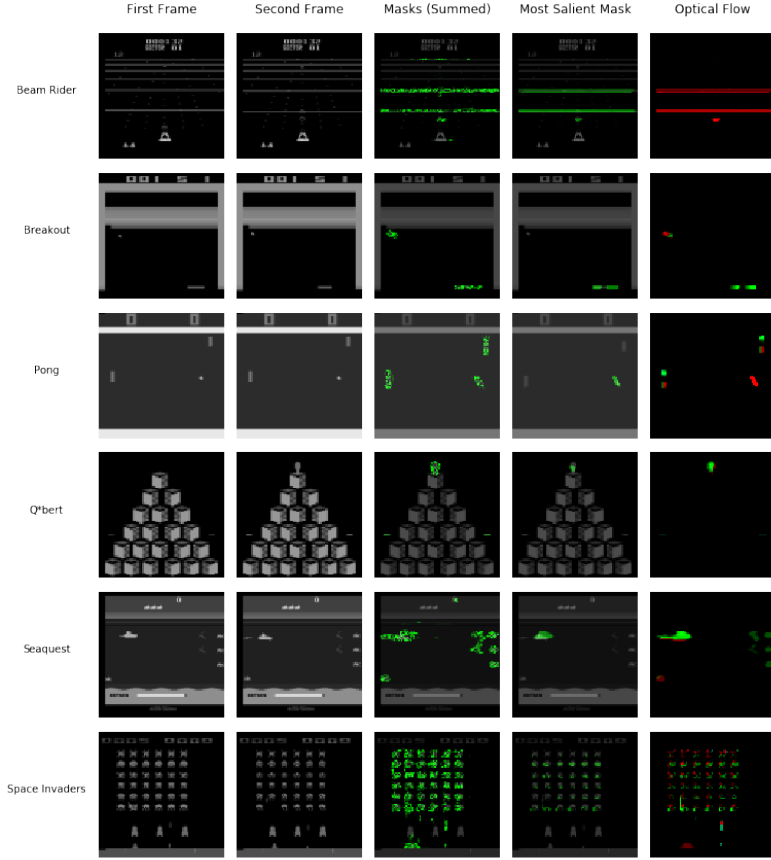 First Frame Second Frame Masks (Summed) Most Salient Mask Optical Flow
Beam Rider
Breakout
Pong
Q*bert
Seaquest
Space Invaders